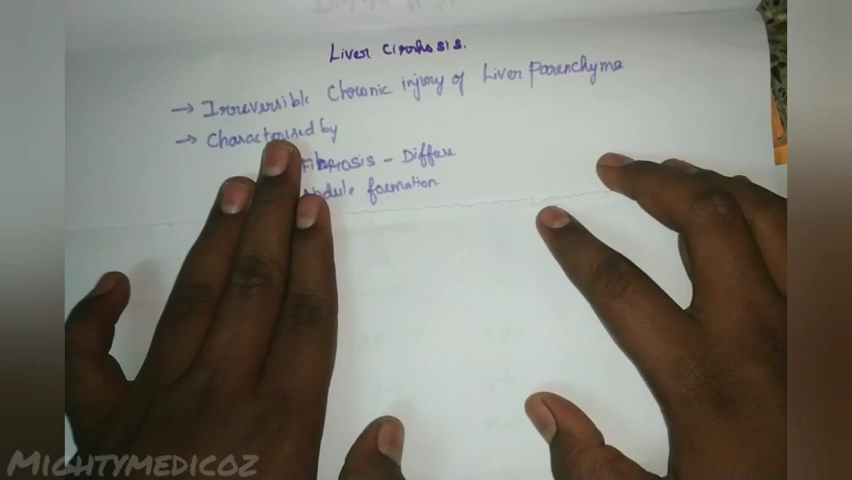 Liver Cirrhosis.
→ Irreversible Chronic injury of Liver Parenchyma
→ Characterised by
Fibrosis - Diffuse
Nodule formation.
MIGHTYMEDICOZ